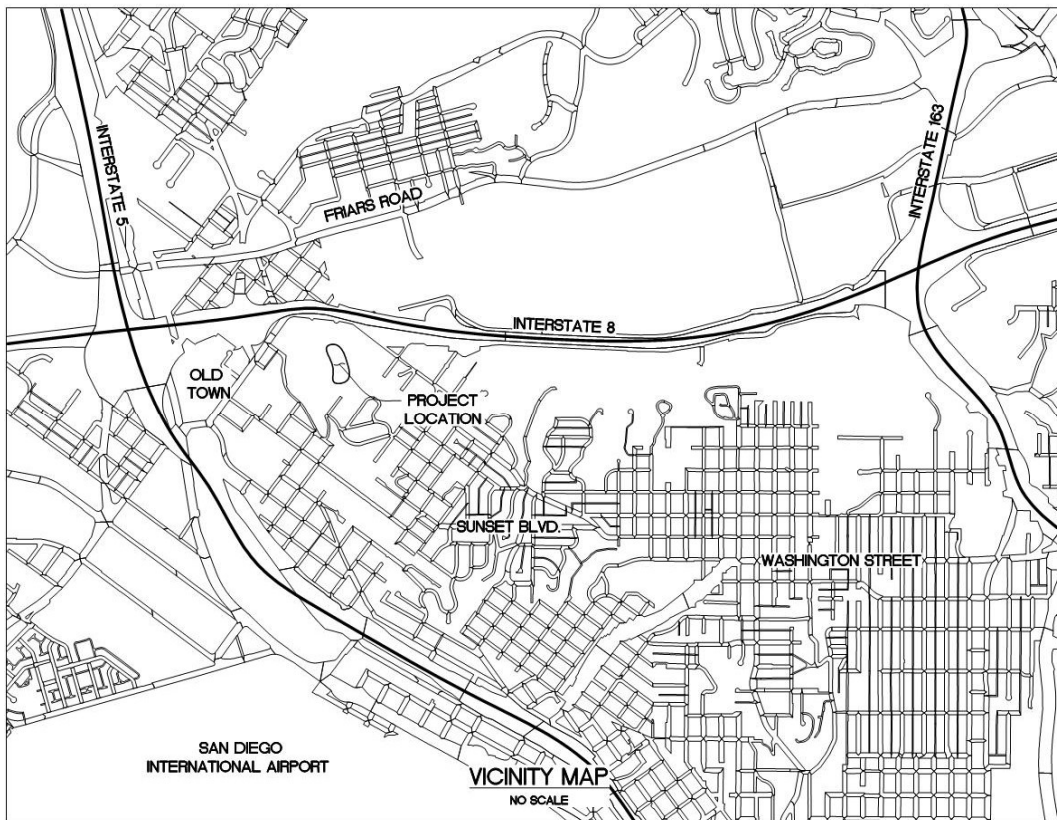 INTERSTATE 5
INTERSTATE 163
FRIARS ROAD
INTERSTATE 8
OLD
TOWN
PROJECT
LOCATION
SUNSET BLVD.
WASHINGTON STREET
SAN DIEGO
INTERNATIONAL AIRPORT
VICINITY MAP
NO SCALE